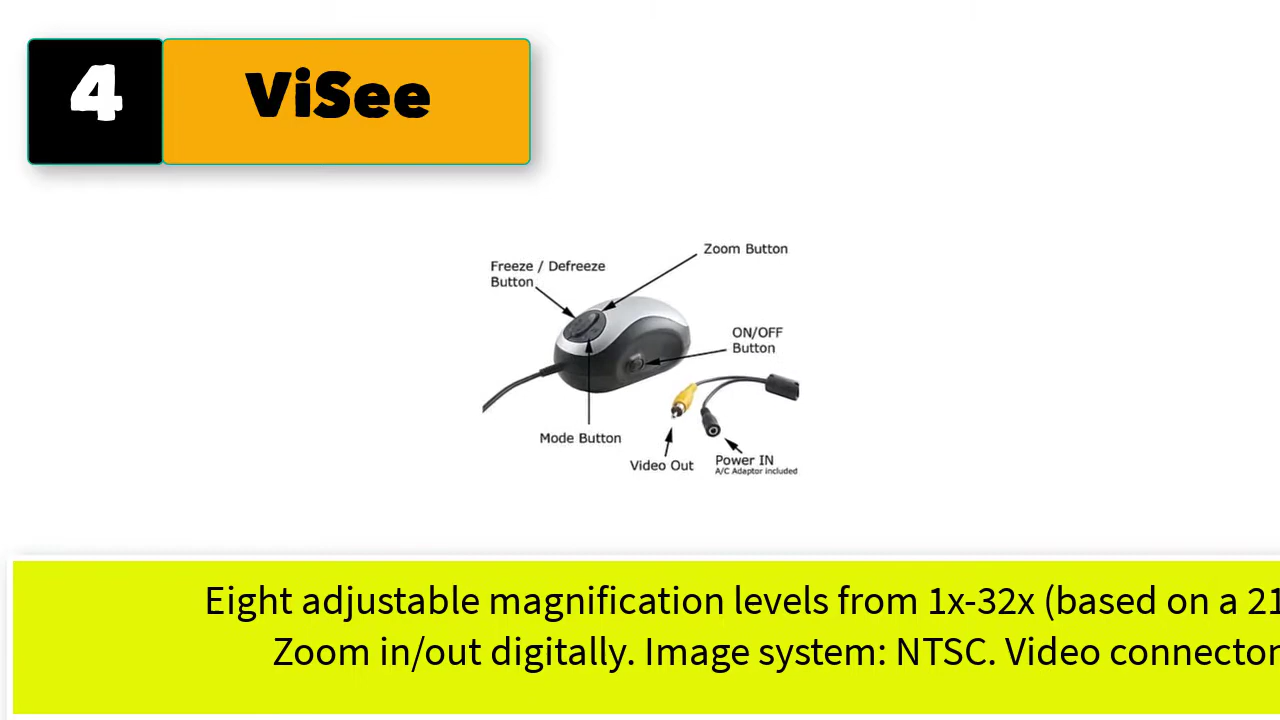 4 ViSee
Zoom Button
Freeze / Defreeze
Button
ON/OFF
Button
Mode Button
Video Out
Power IN
A/C Adaptor included
Eight adjustable magnification levels from 1x-32x (based on a 21
Zoom in/out digitally. Image system: NTSC. Video connector